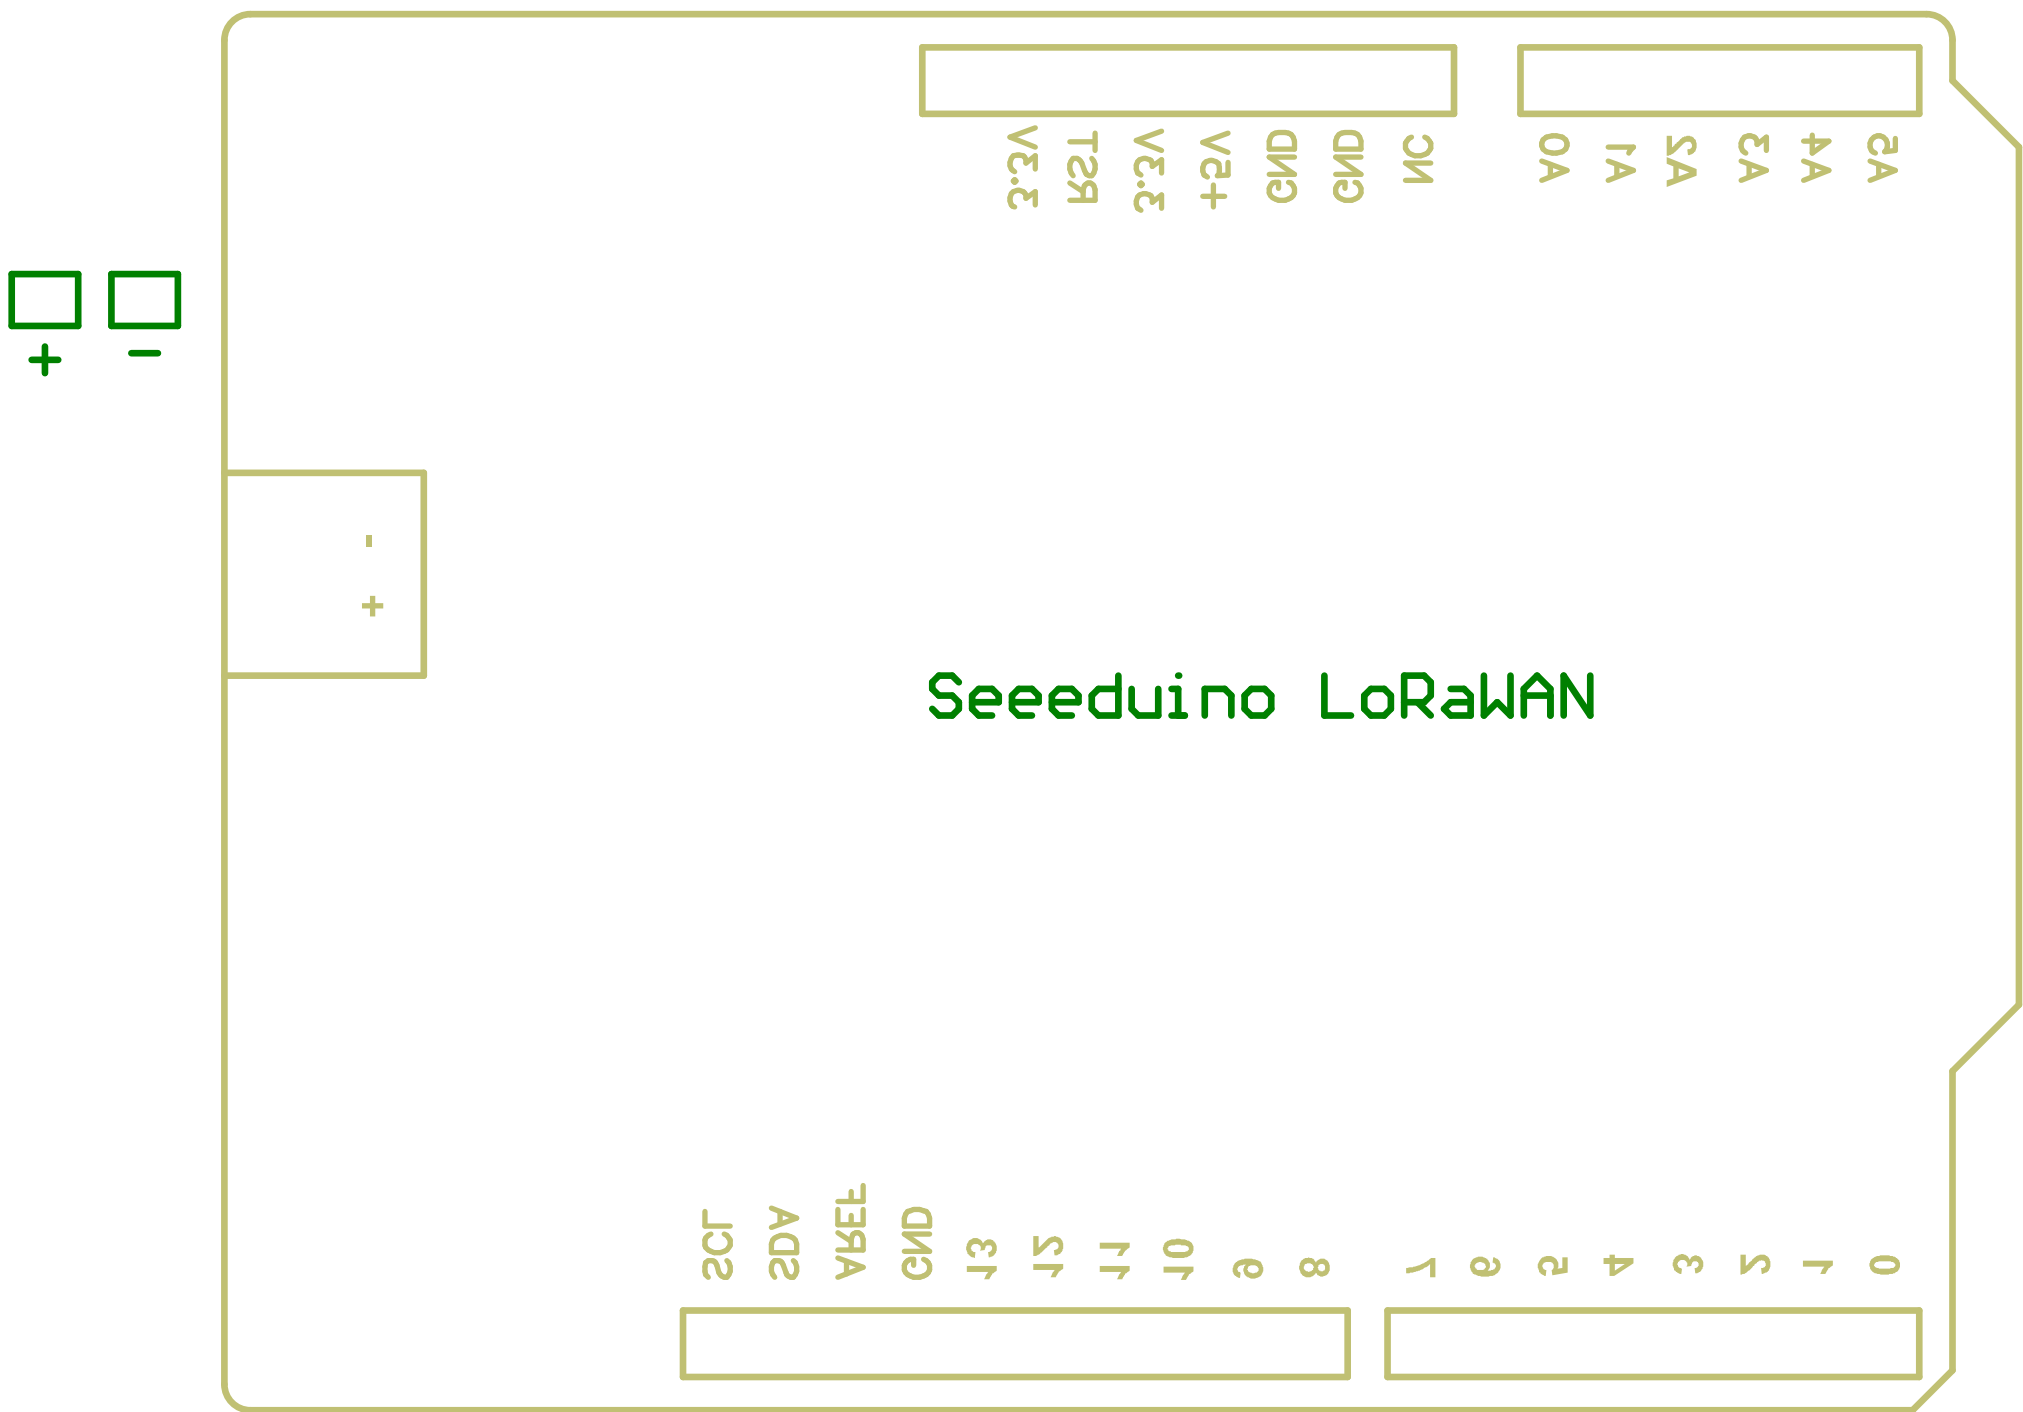 3.3V
RST
3.3V
+5V
GND
GND
NC
A0
A1
A2
A3
A4
A5
+
-
-
+
Seeeduino LoRaWAN
SCL
SDA
AREF
GND
13
12
11
10
9
8
7
6
5
4
3
2
1
0